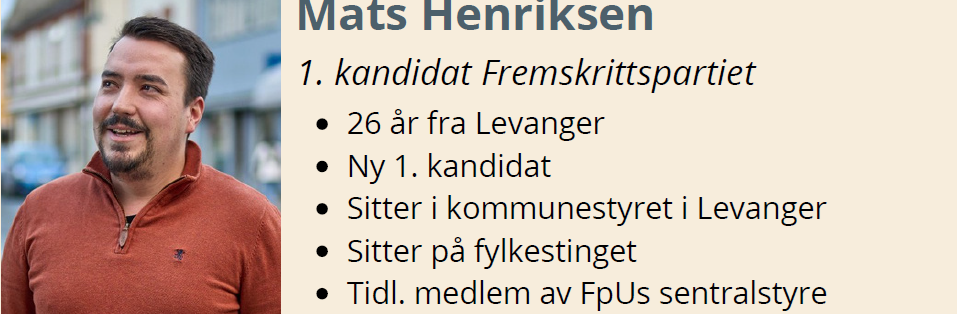 Mats Henriksen
1. kandidat Fremskrittspartiet
• 26 år fra Levanger
• Ny 1. kandidat
• Sitter i kommunestyret i Levanger
• Sitter på fylkestinget
• Tidl. medlem av FpUs sentralstyre